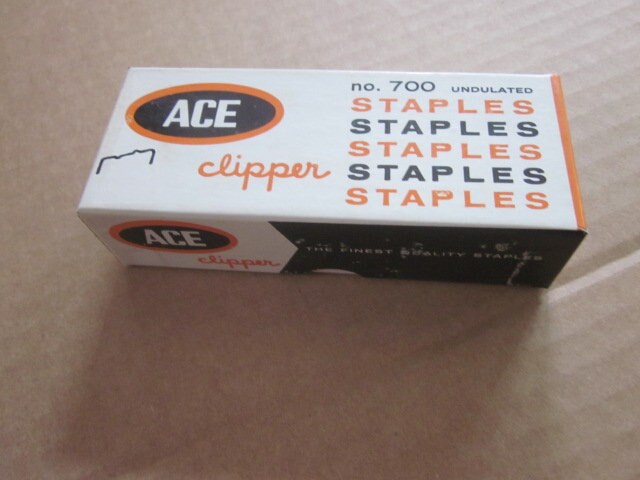 ACE
clipper
no. 700 UNDULATED
STAPLES
STAPLES
STAPLES
STAPLES
STAPLES
ACE
clipper
THE FINEST QUALITY STAPLES